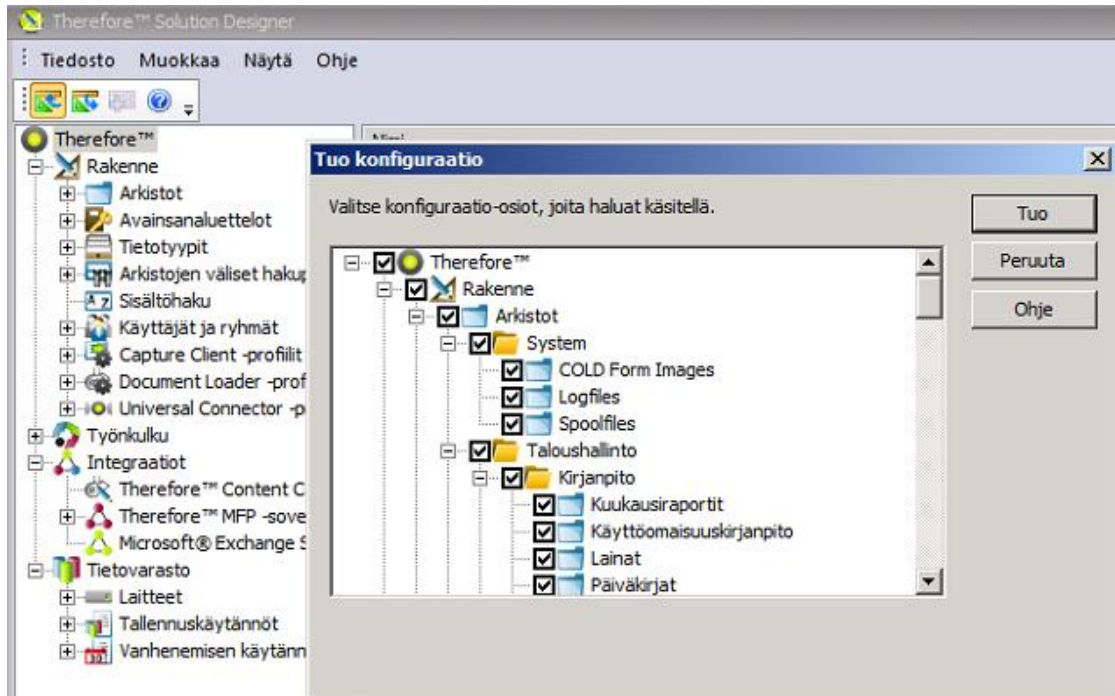 Therefore™ Solution Designer
Tiedosto Muokkaa Näytä Ohje
Therefore™
Rakenne
Arkistot
Avainsanaluettelot
Tietotyypit
Arkistojen väliset
Sisältöhaku
Käyttäjät ja ryhmät
Capture Client -profiilit
Document Loader -prof
Universal Connector -p
Työnkulku
Integraatiot
Therefore™ Content C
Therefore™ MFP -sove
Microsoft® Exchange S
Tietovarasto
Laitteet
Tallennuskäytännöt
Vanhenemisen käytänn
Tuo konfiguraatio
Valitse konfiguraatio-osiot, joita haluat käsitellä.
Therefore™
Rakenne
Arkistot
System
COLD Form Images
Logfiles
Spoolfiles
Taloushallinto
Kirjanpito
Kuukausiraportit
Käyttöomaisuuskirjanpito
Lainat
Päiväkirjat
Tuo
Peruuta
Ohje